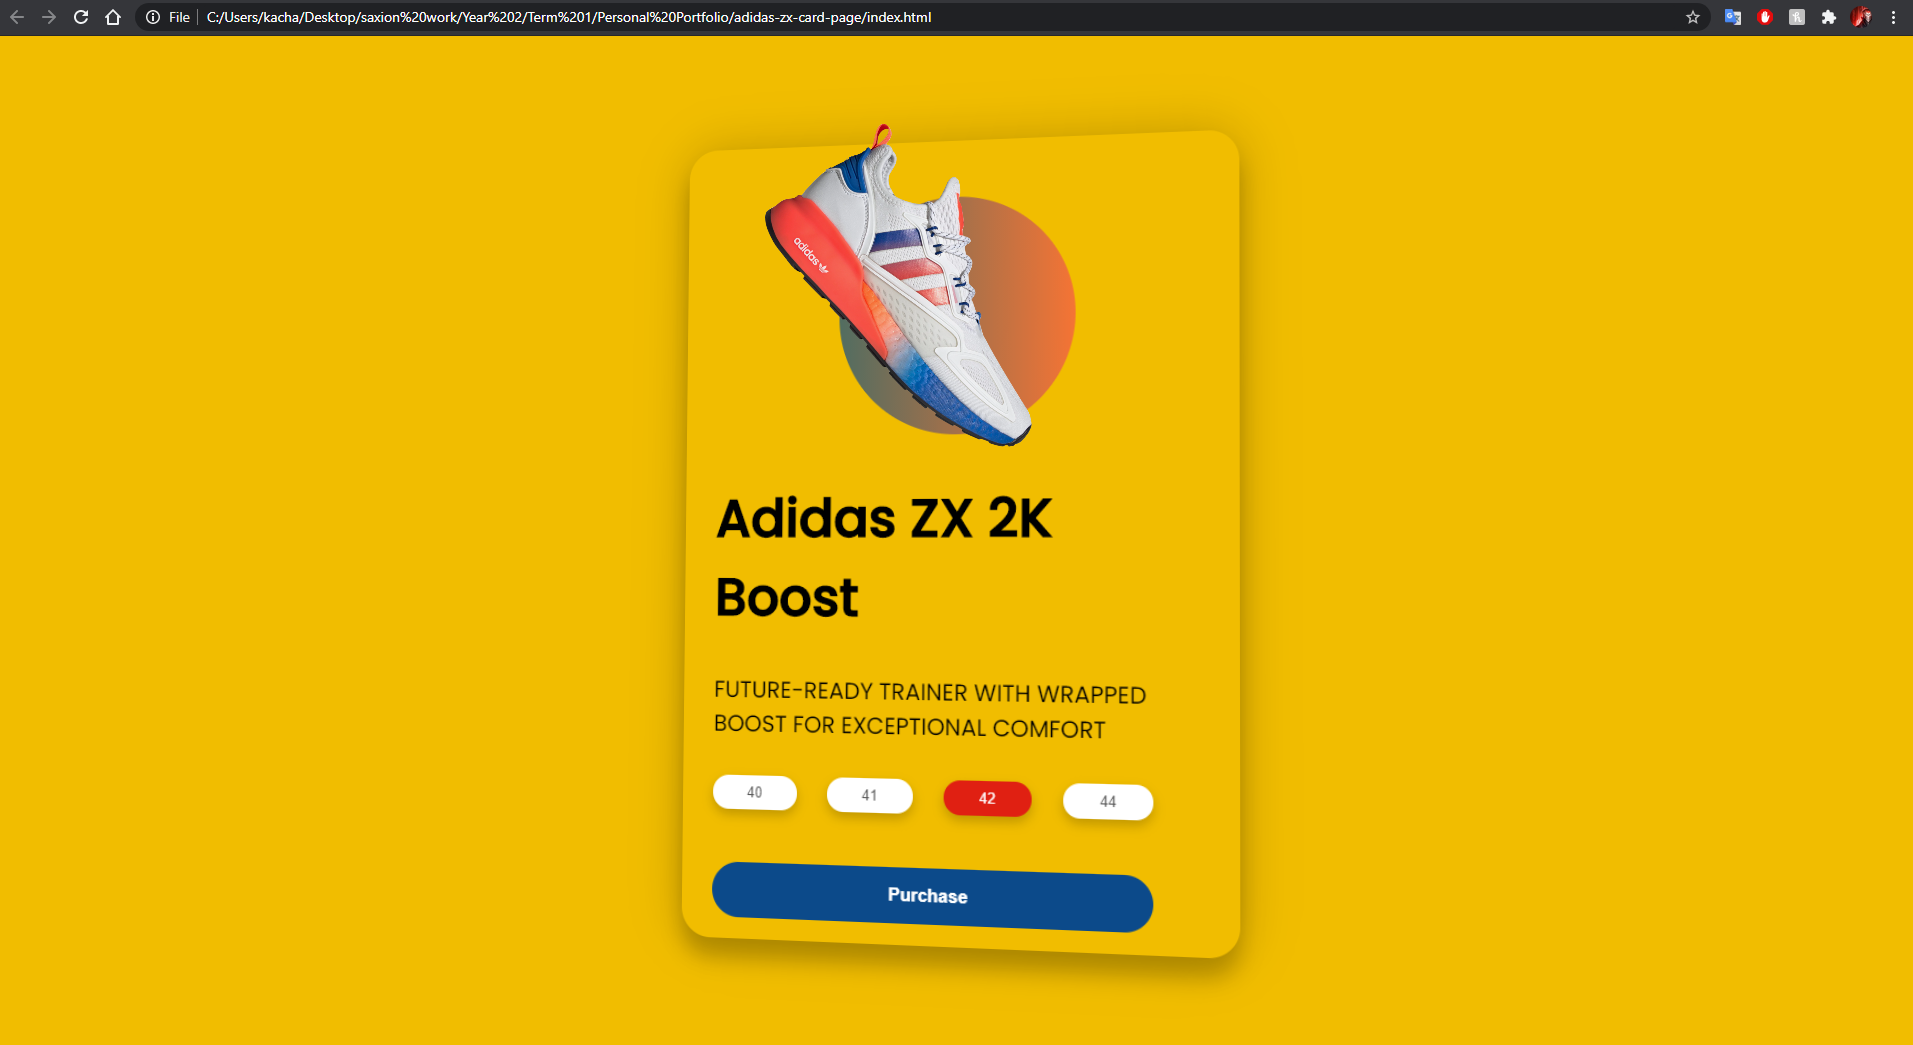 File
C:/Users/kacha/Desktop/saxion%20work/Year%202/Term%201/Personal%20Portfolio/adidas-zx-card-page/index.html
adidas
Adidas ZX 2K
Boost
FUTURE-READY TRAINER WITH WRAPPED
BOOST FOR EXCEPTIONAL COMFORT
40 41 42 44
Purchase